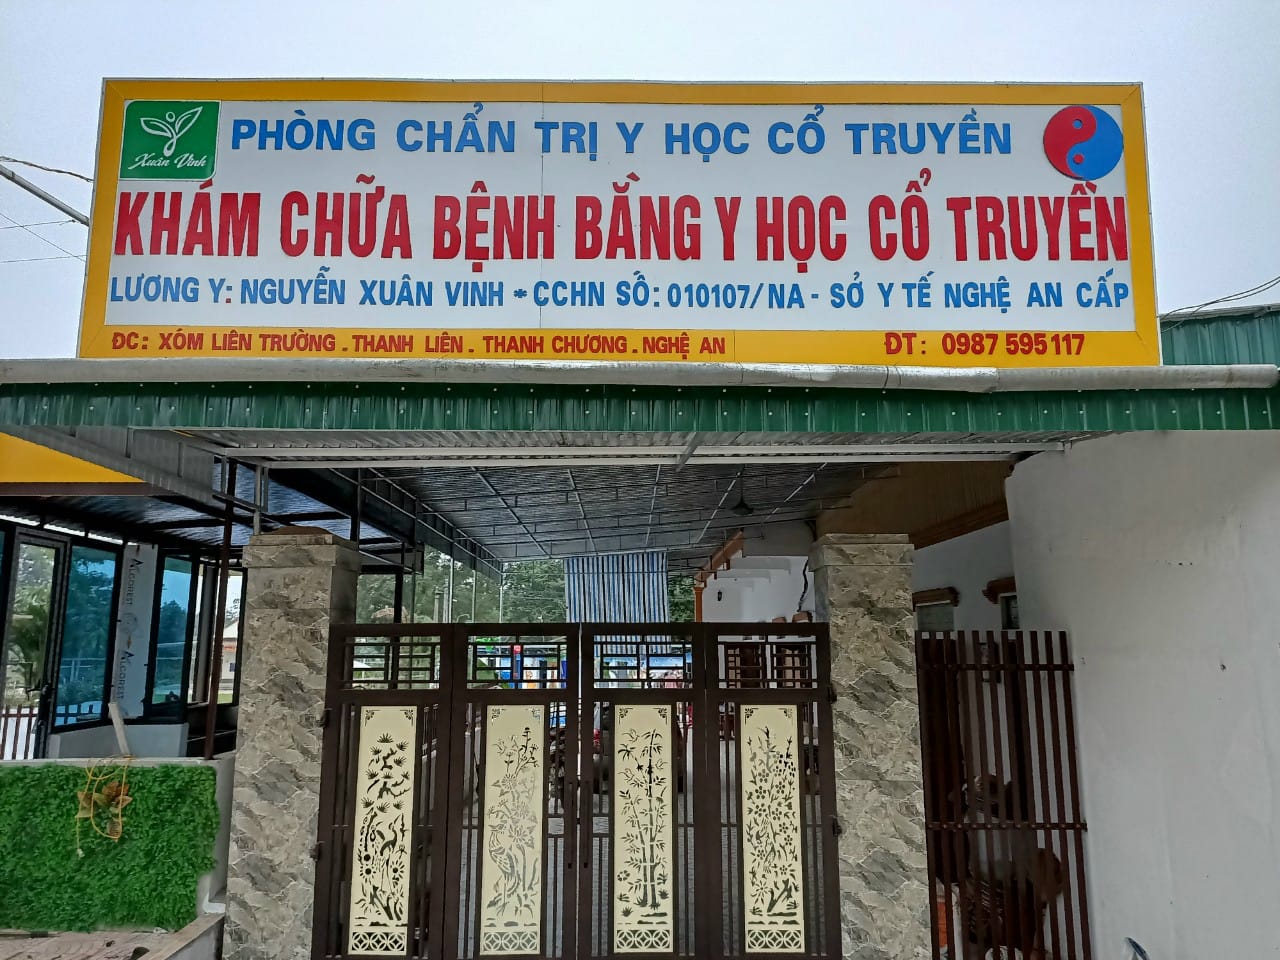 Xuân Vinh
PHÒNG CHẨN TRỊ Y HỌC CỔ TRUYỀN
KHÁM CHỮA BỆNH BẰNG Y HỌC CỔ TRUYỀN
LƯƠNG Y: NGUYỄN XUÂN VINH * CCHN SỐ: 010107/NA - SỞ Y TẾ NGHỆ AN CẤP
ĐC: XÓM LIÊN TRƯỜNG . THANH LIÊN . THANH CHƯƠNG . NGHỆ AN ĐT: 0987 595 117
ALCOREST
ALCOREST